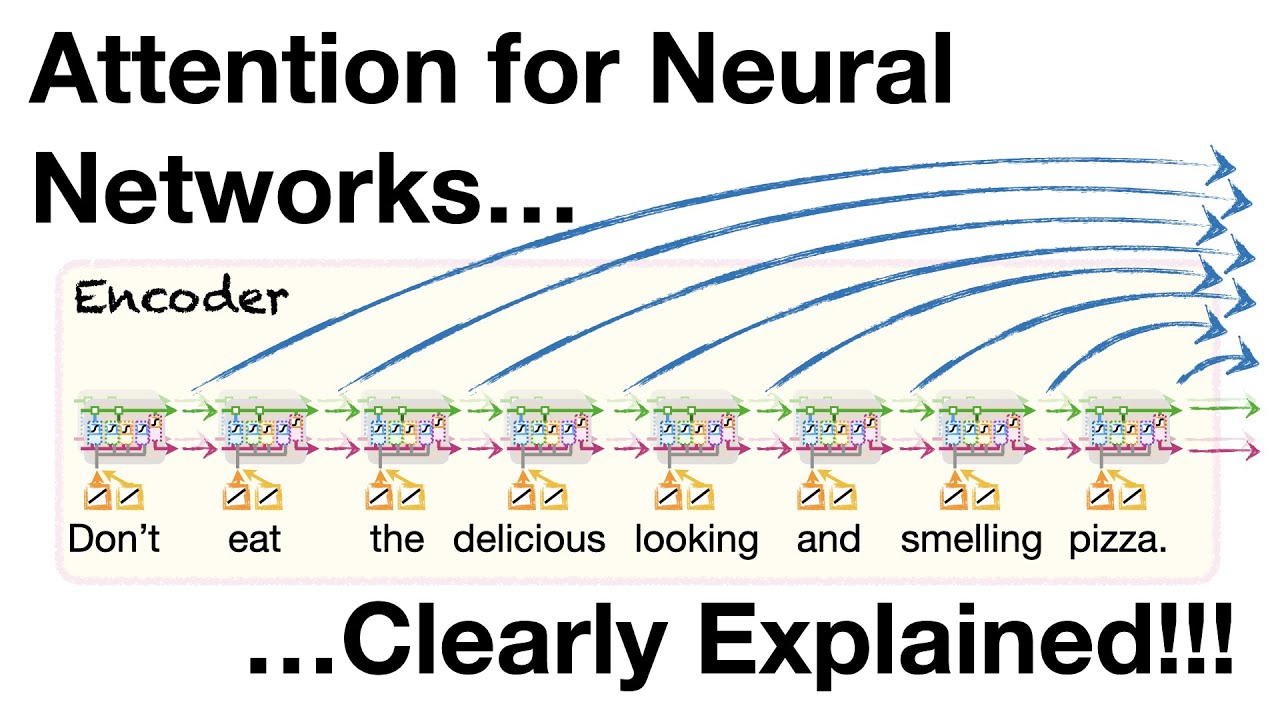 Attention for Neural
Networks…
Encoder
Don’t eat the delicious looking and smelling pizza.
…Clearly Explained!!!